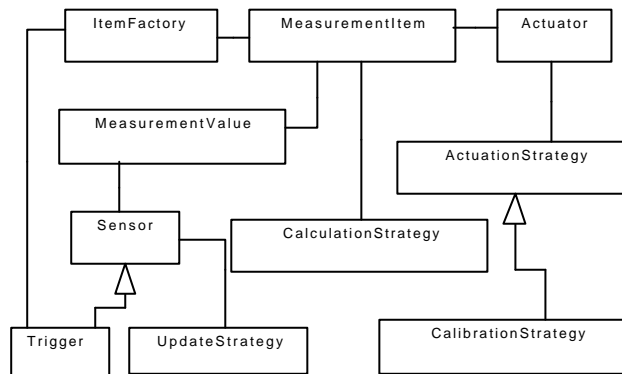 ItemFactory
MeasurementItem
Actuator
MeasurementValue
ActuationStrategy
Sensor
CalculationStrategy
Trigger
UpdateStrategy
CalibrationStrategy